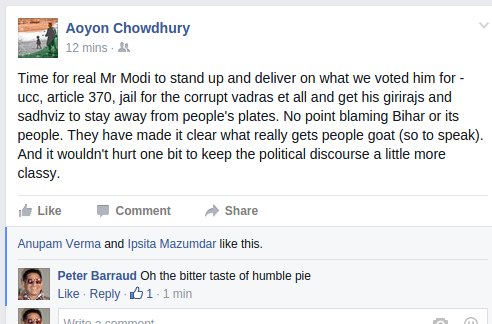 Aoyon Chowdhury
12 mins ·
Time for real Mr Modi to stand up and deliver on what we voted him for -
ucc, article 370, jail for the corrupt vadras et all and get his girirajs and
sadhviz to stay away from people's plates. No point blaming Bihar or its
people. They have made it clear what really gets people goat (so to speak).
And it wouldn't hurt one bit to keep the political discourse a little more
classy.
Like Comment Share
Anupam Verma and Ipsita Mazumdar like this.
Peter Barraud Oh the bitter taste of humble pie
Like · Reply · 1 · 1 min
Write a comment